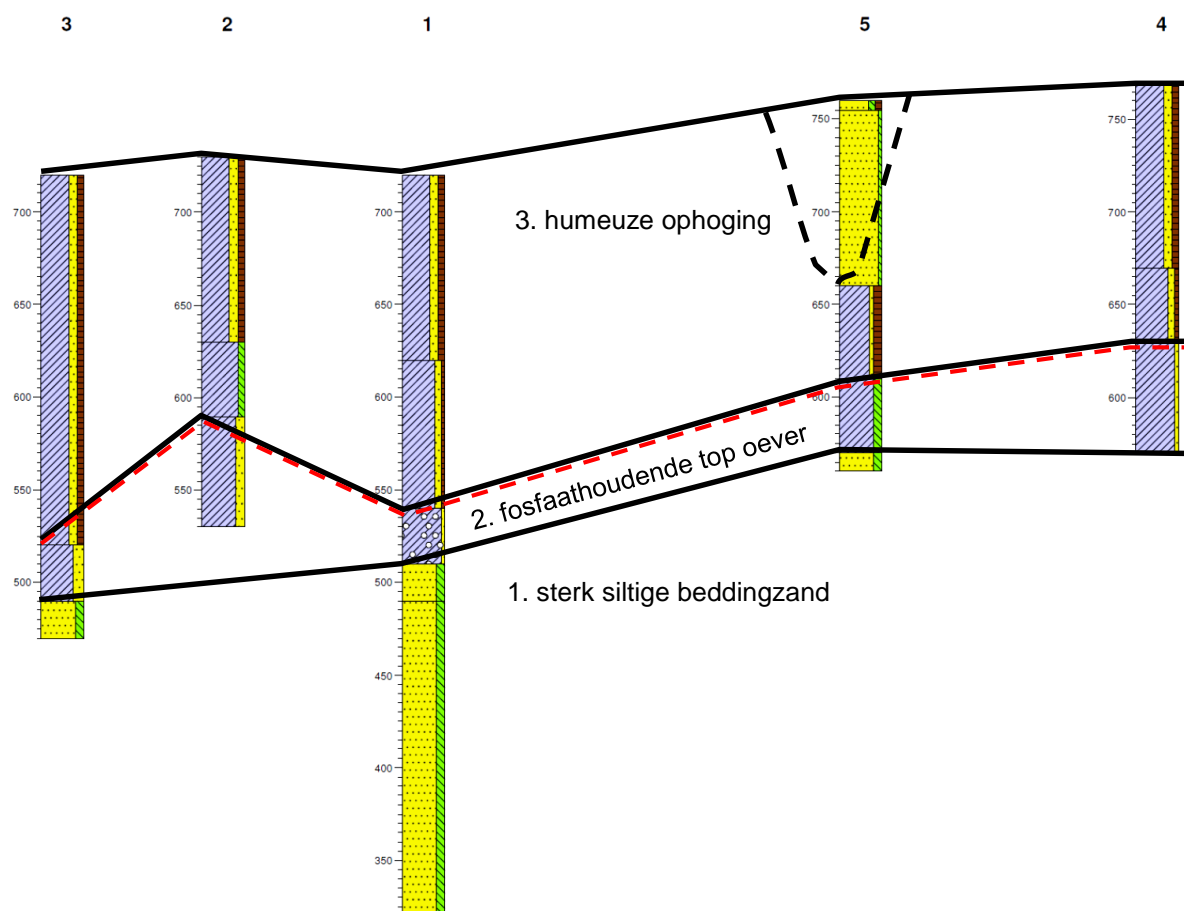 3 2 1 5 4
750 750
700 700 700 700 700
3. humeuze ophoging
650 650 650 650 650
600 600 600 600 600
550 550 550
2. fosfaathoudende top oever
500 500
1. sterk siltige beddingzand
450
400
350